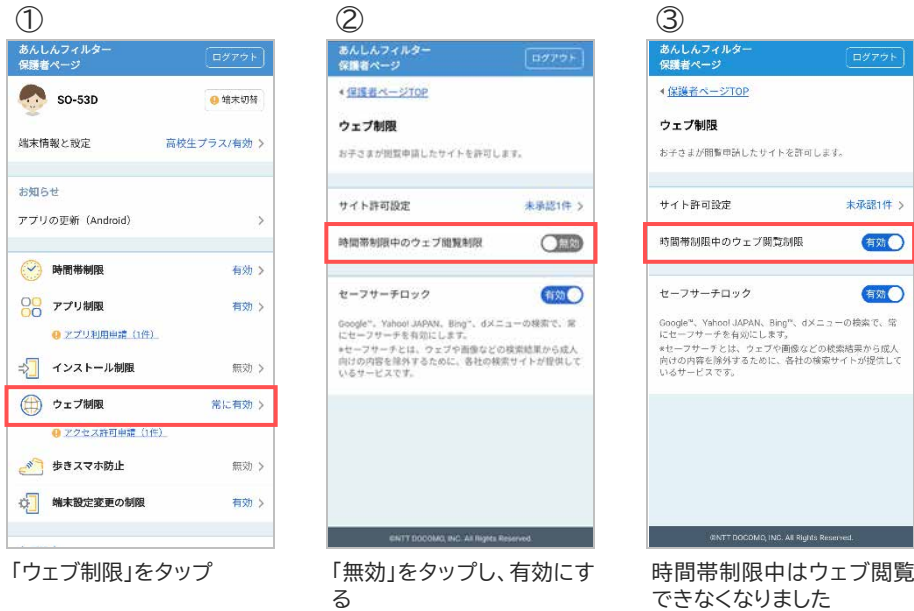 ①
あんしんフィルター
保護者ページ
ログアウト
SO-53D
端末切替
端末情報と設定
高校生プラス/有効
お知らせ
アプリの更新（Android）
時間帯制限
有効
アプリ制限
有効
アプリ利用申請（1件）
インストール制限
無効
ウェブ制限
常に有効
アクセス許可申請（1件）
歩きスマホ防止
無効
端末設定変更の制限
有効
「ウェブ制限」をタップ
②
あんしんフィルター
保護者ページ
ログアウト
保護者ページTOP
ウェブ制限
お子さまが閲覧申請したサイトを許可します。
サイト許可設定
未承認1件
時間帯制限中のウェブ閲覧制限
無効
セーフサーチロック
有効
Google™、Yahoo! JAPAN、Bing™、dメニューの検索で、常
にセーフサーチを有効にします。
*セーフサーチとは、ウェブや画像などの検索結果から成人
向けの内容を除外するために、各社の検索サイトが提供して
いるサービスです。
©NTT DOCOMO, INC. All Rights Reserved.
「無効」をタップし、有効にす
る
③
あんしんフィルター
保護者ページ
ログアウト
保護者ページTOP
ウェブ制限
お子さまが閲覧申請したサイトを許可します。
サイト許可設定
未承認1件
時間帯制限中のウェブ閲覧制限
有効
セーフサーチロック
有効
Google™、Yahoo! JAPAN、Bing™、dメニューの検索で、常
にセーフサーチを有効にします。
*セーフサーチとは、ウェブや画像などの検索結果から成人
向けの内容を除外するために、各社の検索サイトが提供して
いるサービスです。
©NTT DOCOMO, INC. All Rights Reserved.
時間帯制限中はウェブ閲覧
できなくなりました